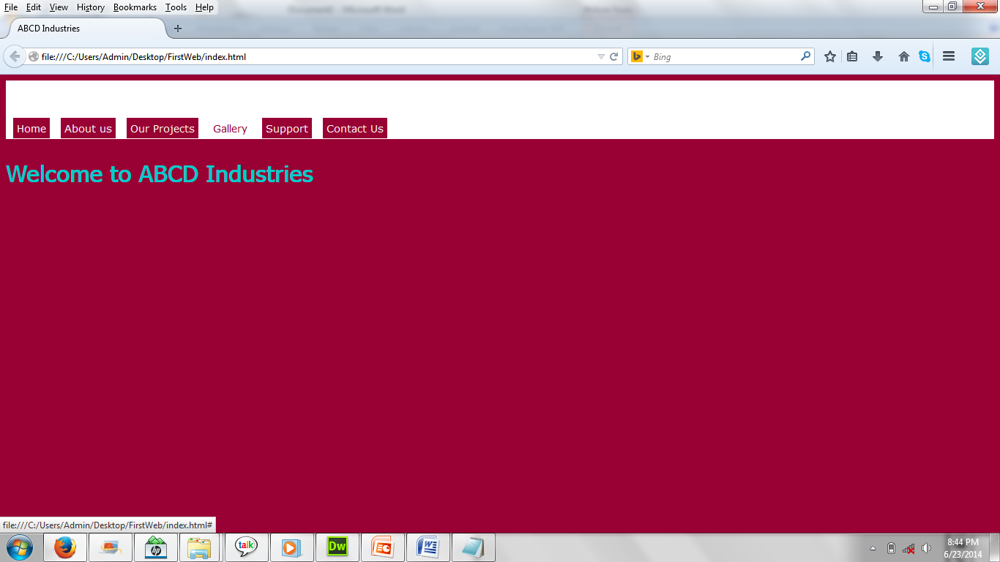 File Edit View History Bookmarks Tools Help
ABCD Industries
file:///C:/Users/Admin/Desktop/FirstWeb/index.html
Bing
Home About us Our Projects Gallery Support Contact Us
Welcome to ABCD Industries
file:///C:/Users/Admin/Desktop/FirstWeb/index.html#
hp talk Dw
8:44 PM
6/23/2014